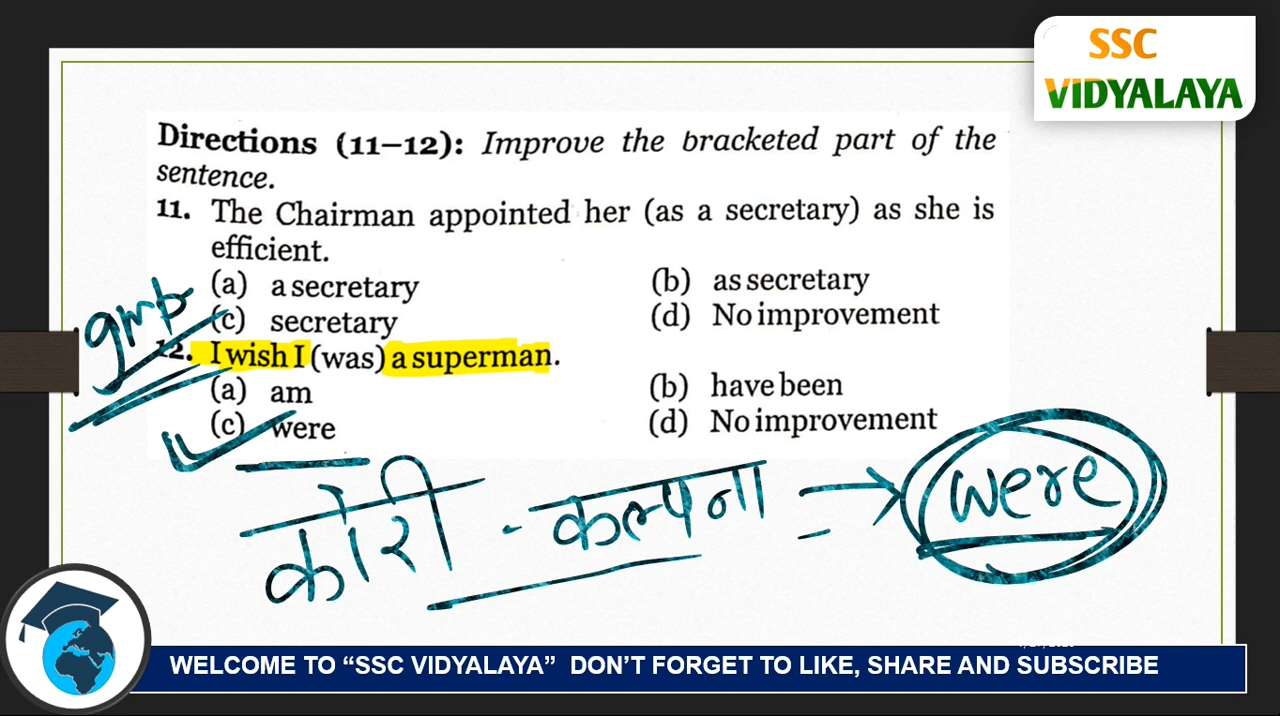 SSC
VIDYALAYA
Directions (11–12): Improve the bracketed part of the
sentence.
11. The Chairman appointed her (as a secretary) as she is
efficient.
(a) a secretary (b) as secretary
(c) secretary (d) No improvement
gmp
12. I wish I (was) a superman.
(a) am (b) have been
(c) were (d) No improvement
कोरी - कल्पना → were
WELCOME TO “SSC VIDYALAYA” DON’T FORGET TO LIKE, SHARE AND SUBSCRIBE